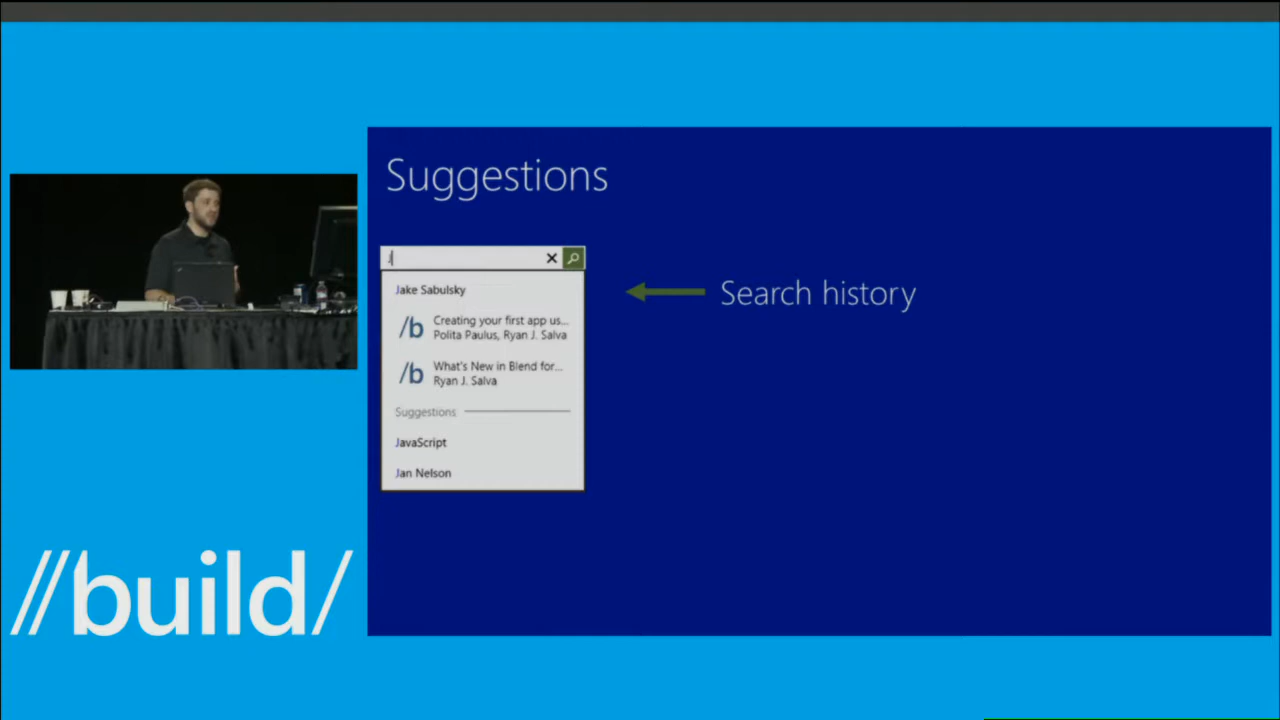 Suggestions
J
Jake Sabulsky
Search history
/b
Creating your first app us...
Polita Paulus, Ryan J. Salva
/b
What's New in Blend for...
Ryan J. Salva
Suggestions
JavaScript
Jan Nelson
//build/